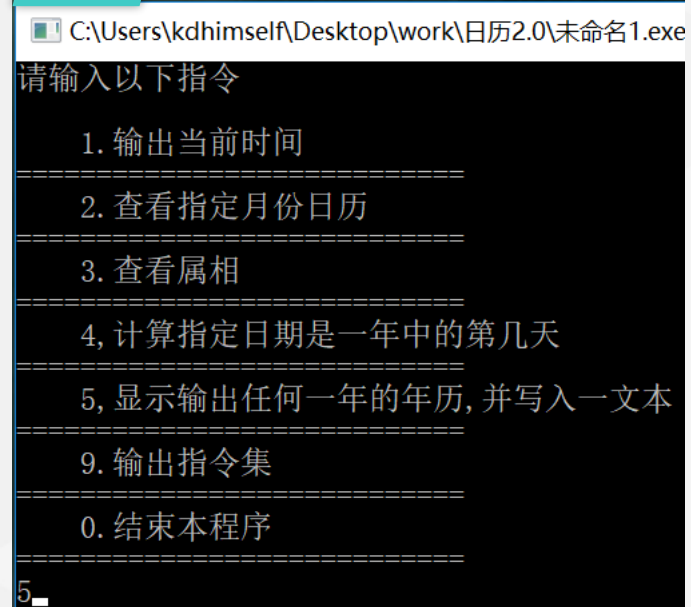 C:\Users\kdhimself\Desktop\work\日历2.0\未命名1.exe
请输入以下指令
1.输出当前时间
============================
2.查看指定月份日历
============================
3.查看属相
============================
4,计算指定日期是一年中的第几天
============================
5,显示输出任何一年的年历,并写入一文本
============================
9.输出指令集
============================
0.结束本程序
============================
5